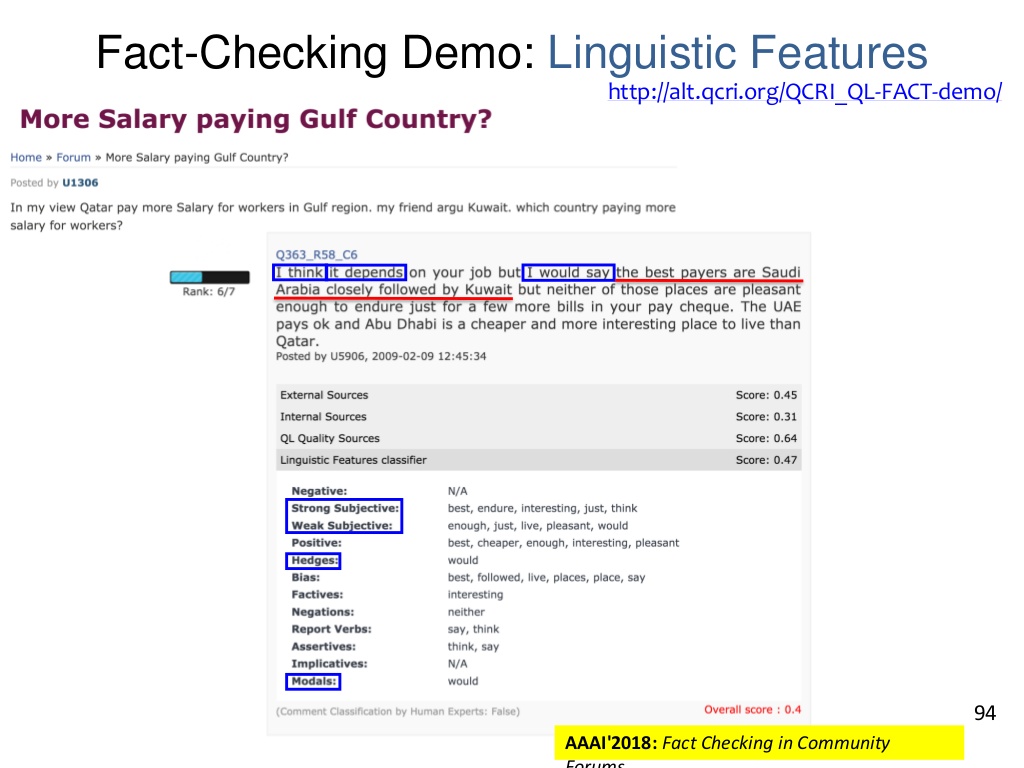 Fact-Checking Demo: Linguistic Features
http://alt.qcri.org/QCRI_QL-FACT-demo/
More Salary paying Gulf Country?
Home » Forum » More Salary paying Gulf Country?
Posted by U1306
In my view Qatar pay more Salary for workers in Gulf region. my friend argu Kuwait. which country paying more
salary for workers?
Q363_R58_C6
I think it depends on your job but I would say the best payers are Saudi
Arabia closely followed by Kuwait but neither of those places are pleasant
enough to endure just for a few more bills in your pay cheque. The UAE
pays ok and Abu Dhabi is a cheaper and more interesting place to live than
Qatar.
Rank: 6/7
Posted by U5906, 2009-02-09 12:45:34
External Sources Score: 0.45
Internal Sources Score: 0.31
QL Quality Sources Score: 0.64
Linguistic Features classifier Score: 0.47
Negative: N/A
Strong Subjective: best, endure, interesting, just, think
Weak Subjective: enough, just, live, pleasant, would
Positive: best, cheaper, enough, interesting, pleasant
Hedges: would
Bias: best, followed, live, places, place, say
Factives: interesting
Negations: neither
Report Verbs: say, think
Assertives: think, say
Implicatives: N/A
Modals: would
(Comment Classification by Human Experts: False) Overall score : 0.4
94
AAAI'2018: Fact Checking in Community
Forums